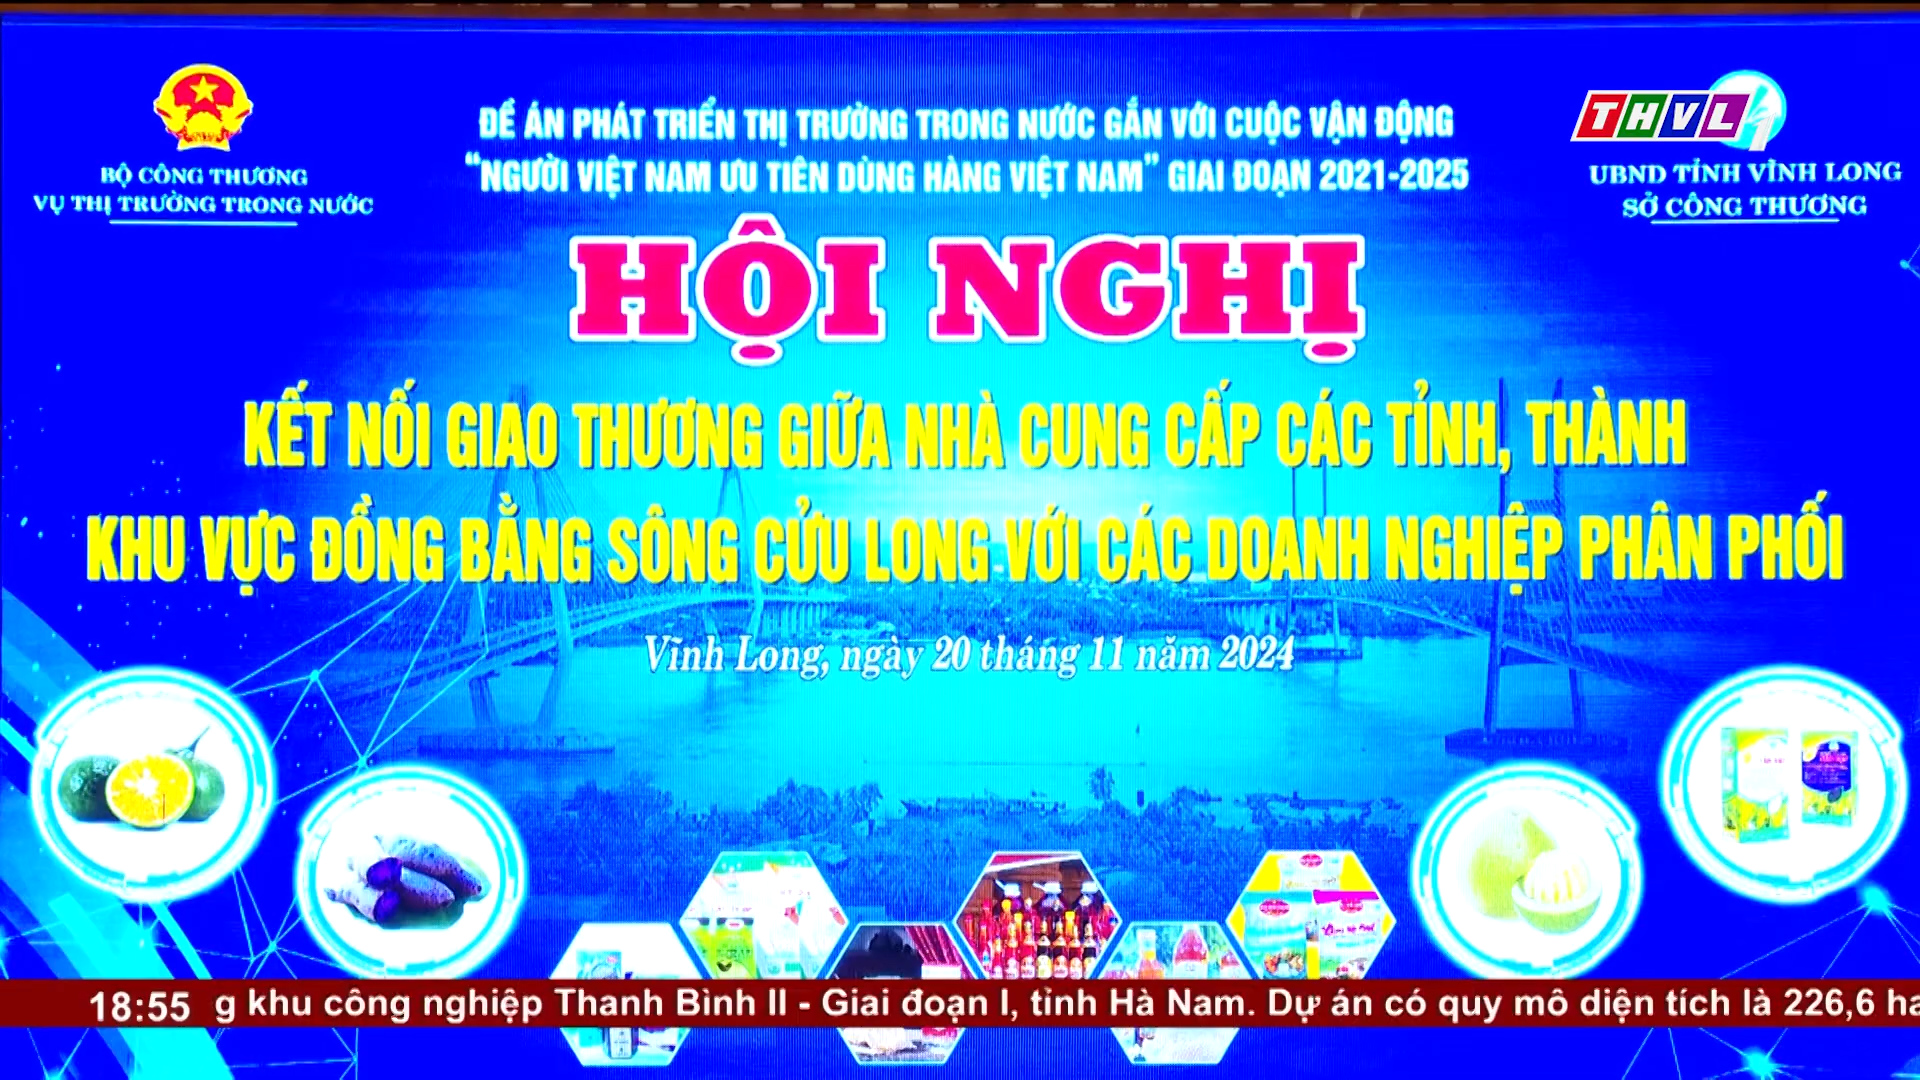 BỘ CÔNG THƯƠNG
VỤ THỊ TRƯỜNG TRONG NƯỚC
ĐỀ ÁN PHÁT TRIỂN THỊ TRƯỜNG TRONG NƯỚC GẮN VỚI CUỘC VẬN ĐỘNG
“NGƯỜI VIỆT NAM ƯU TIÊN DÙNG HÀNG VIỆT NAM” GIAI ĐOẠN 2021-2025
THVL1
UBND TỈNH VĨNH LONG
SỞ CÔNG THƯƠNG
HỘI NGHỊ
KẾT NỐI GIAO THƯƠNG GIỮA NHÀ CUNG CẤP CÁC TỈNH, THÀNH
KHU VỰC ĐỒNG BẰNG SÔNG CỬU LONG VỚI CÁC DOANH NGHIỆP PHÂN PHỐI
Vĩnh Long, ngày 20 tháng 11 năm 2024
18:55 g khu công nghiệp Thanh Bình II - Giai đoạn I, tỉnh Hà Nam. Dự án có quy mô diện tích là 226,6 ha